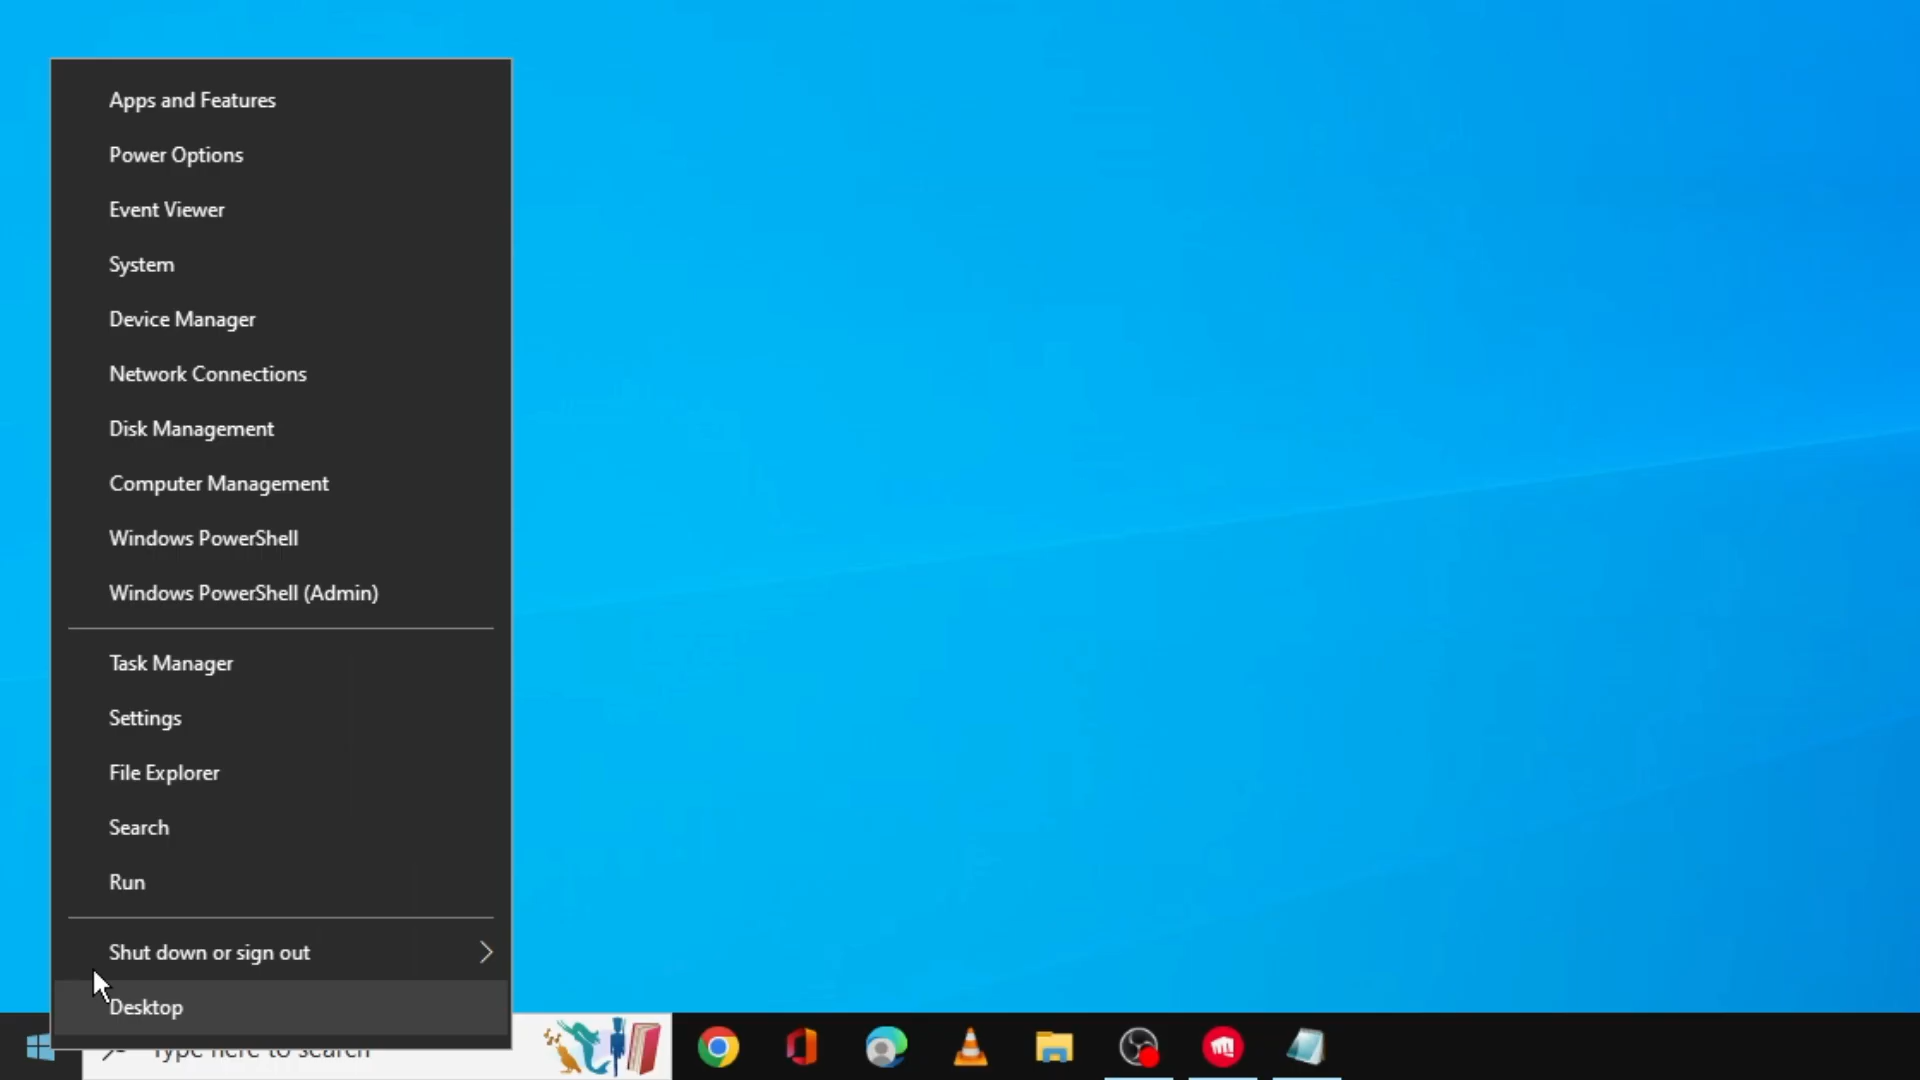 Apps and Features
Power Options
Event Viewer
System
Device Manager
Network Connections
Disk Management
Computer Management
Windows PowerShell
Windows PowerShell (Admin)
Task Manager
Settings
File Explorer
Search
Run
Shut down or sign out
Desktop
Type here to search